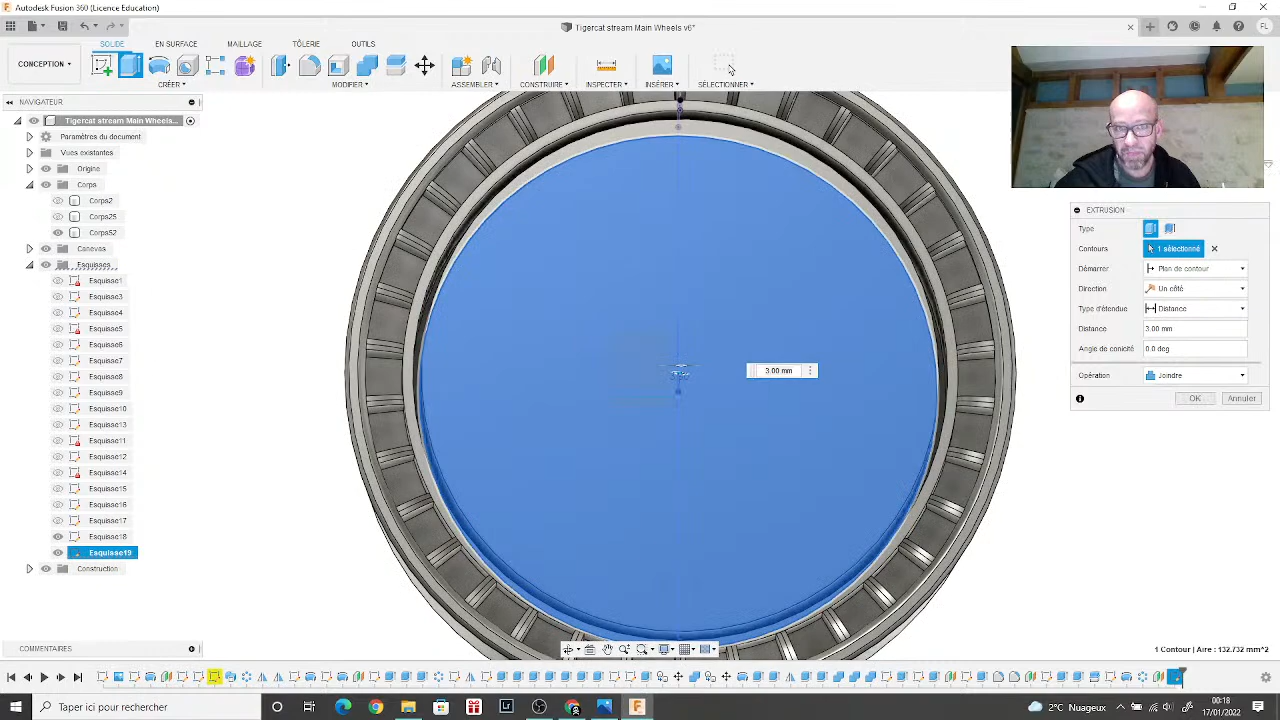 Autodesk Fusion 360 (Licence Education)
Tigercat stream Main Wheels v6*
FL
SOLIDE EN SURFACE MAILLAGE TÔLERIE OUTILS
CONCEPTION
CRÉER MODIFIER ASSEMBLER CONSTRUIRE INSPECTER INSÉRER SÉLECTIONNER
NAVIGATEUR
Tigercat stream Main Wheels...
Paramètres du document
Vues existantes
Origine
Corps
Corps2
Corps25
Corps52
Canevas
Esquisses
Esquisse1
Esquisse3
Esquisse4
Esquisse5
Esquisse6
Esquisse7
Esquisse8
Esquisse9
Esquisse10
Esquisse13
Esquisse11
Esquisse12
Esquisse14
Esquisse15
Esquisse16
Esquisse17
Esquisse18
Esquisse19
Construction
3.00 mm
EXTRUSION
Type
Contours 1 sélectionné
Démarrer Plan de contour
Direction Un côté
Type d'étendue Distance
Distance 3.00 mm
Angle de conicité 0.0 deg
Opération Joindre
OK Annuler
COMMENTAIRES
1 Contour | Aire : 132.732 mm^2
Taper ici pour rechercher
2°C Nuageux
00:18
17/01/2022